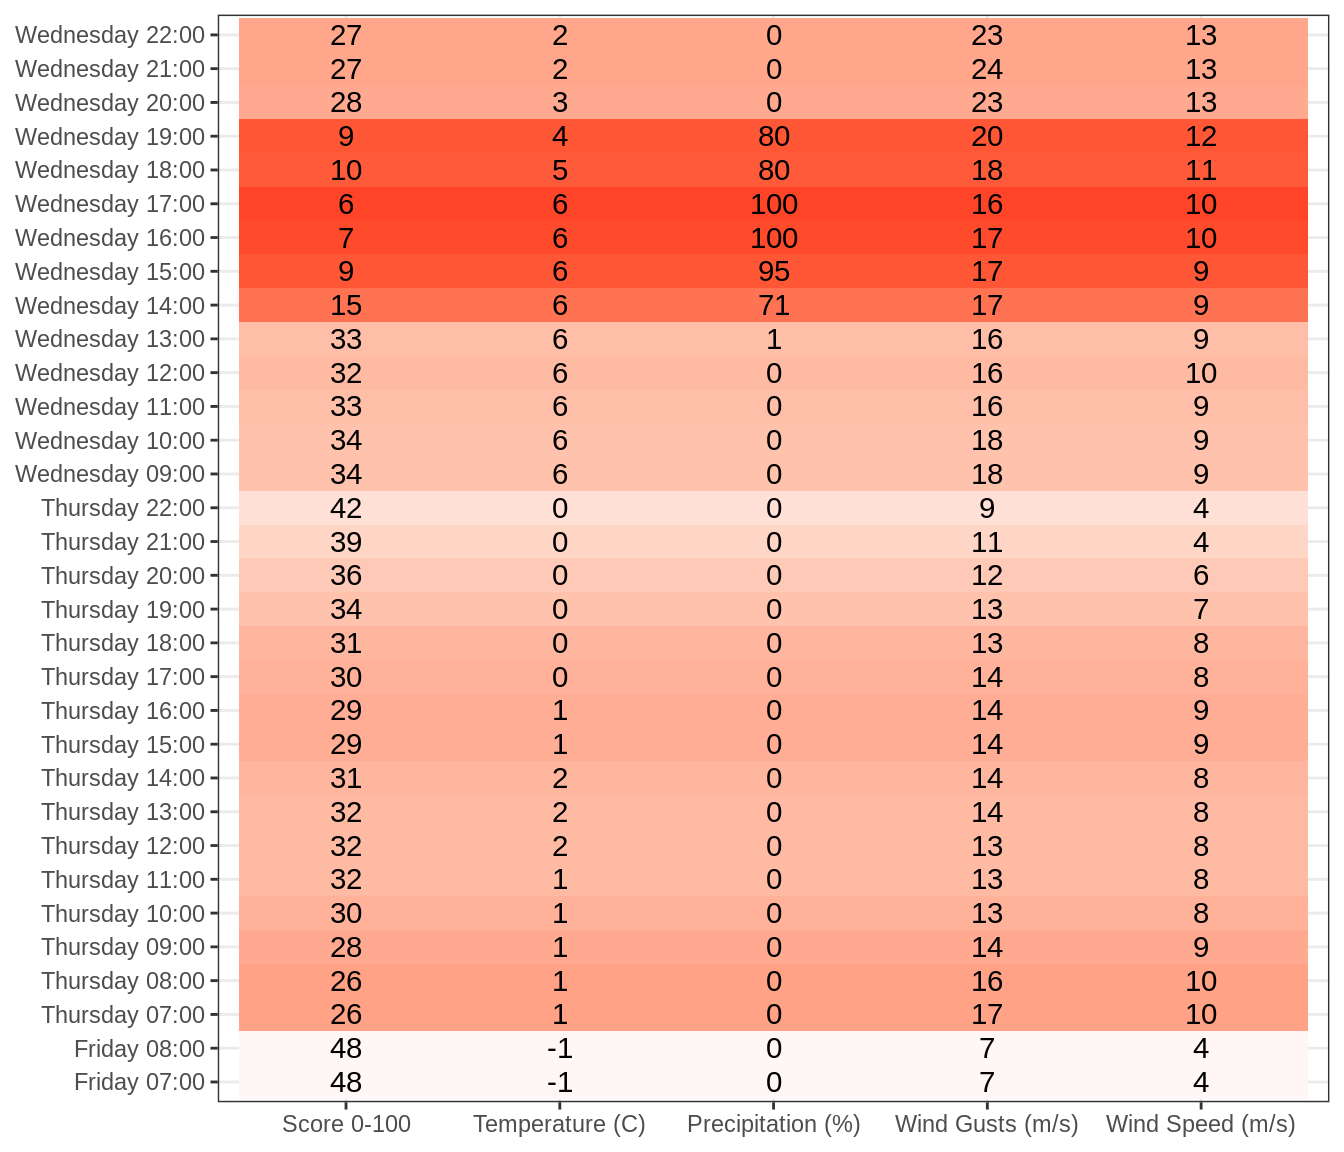 Wednesday 22:00 27 2 0 23 13
Wednesday 21:00 27 2 0 24 13
Wednesday 20:00 28 3 0 23 13
Wednesday 19:00 9 4 80 20 12
Wednesday 18:00 10 5 80 18 11
Wednesday 17:00 6 6 100 16 10
Wednesday 16:00 7 6 100 17 10
Wednesday 15:00 9 6 95 17 9
Wednesday 14:00 15 6 71 17 9
Wednesday 13:00 33 6 1 16 9
Wednesday 12:00 32 6 0 16 10
Wednesday 11:00 33 6 0 16 9
Wednesday 10:00 34 6 0 18 9
Wednesday 09:00 34 6 0 18 9
Thursday 22:00 42 0 0 9 4
Thursday 21:00 39 0 0 11 4
Thursday 20:00 36 0 0 12 6
Thursday 19:00 34 0 0 13 7
Thursday 18:00 31 0 0 13 8
Thursday 17:00 30 0 0 14 8
Thursday 16:00 29 1 0 14 9
Thursday 15:00 29 1 0 14 9
Thursday 14:00 31 2 0 14 8
Thursday 13:00 32 2 0 14 8
Thursday 12:00 32 2 0 13 8
Thursday 11:00 32 1 0 13 8
Thursday 10:00 30 1 0 13 8
Thursday 09:00 28 1 0 14 9
Thursday 08:00 26 1 0 16 10
Thursday 07:00 26 1 0 17 10
Friday 08:00 48 -1 0 7 4
Friday 07:00 48 -1 0 7 4
Score 0-100 Temperature (C) Precipitation (%) Wind Gusts (m/s) Wind Speed (m/s)